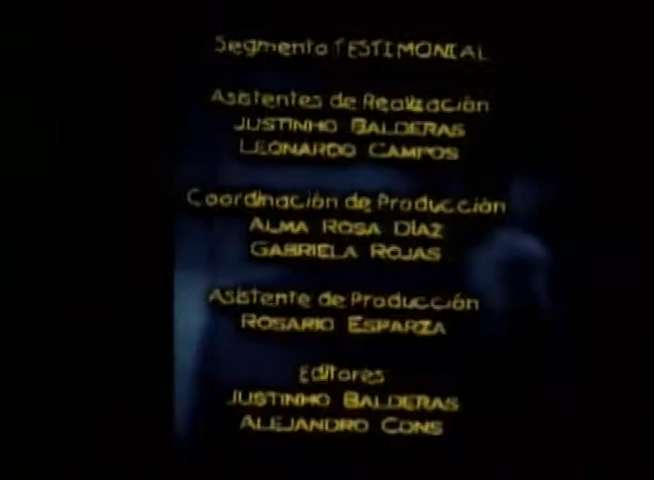 Segmento TESTIMONIAL
Asistentes de Realización
JUSTINHO BALDERAS
LEONARDO CAMPOS
Coordinación de Producción
ALMA ROSA DÍAZ
GABRIELA ROJAS
Asistente de Producción
ROSARIO ESPARZA
Editores
JUSTINHO BALDERAS
ALEJANDRO CONS